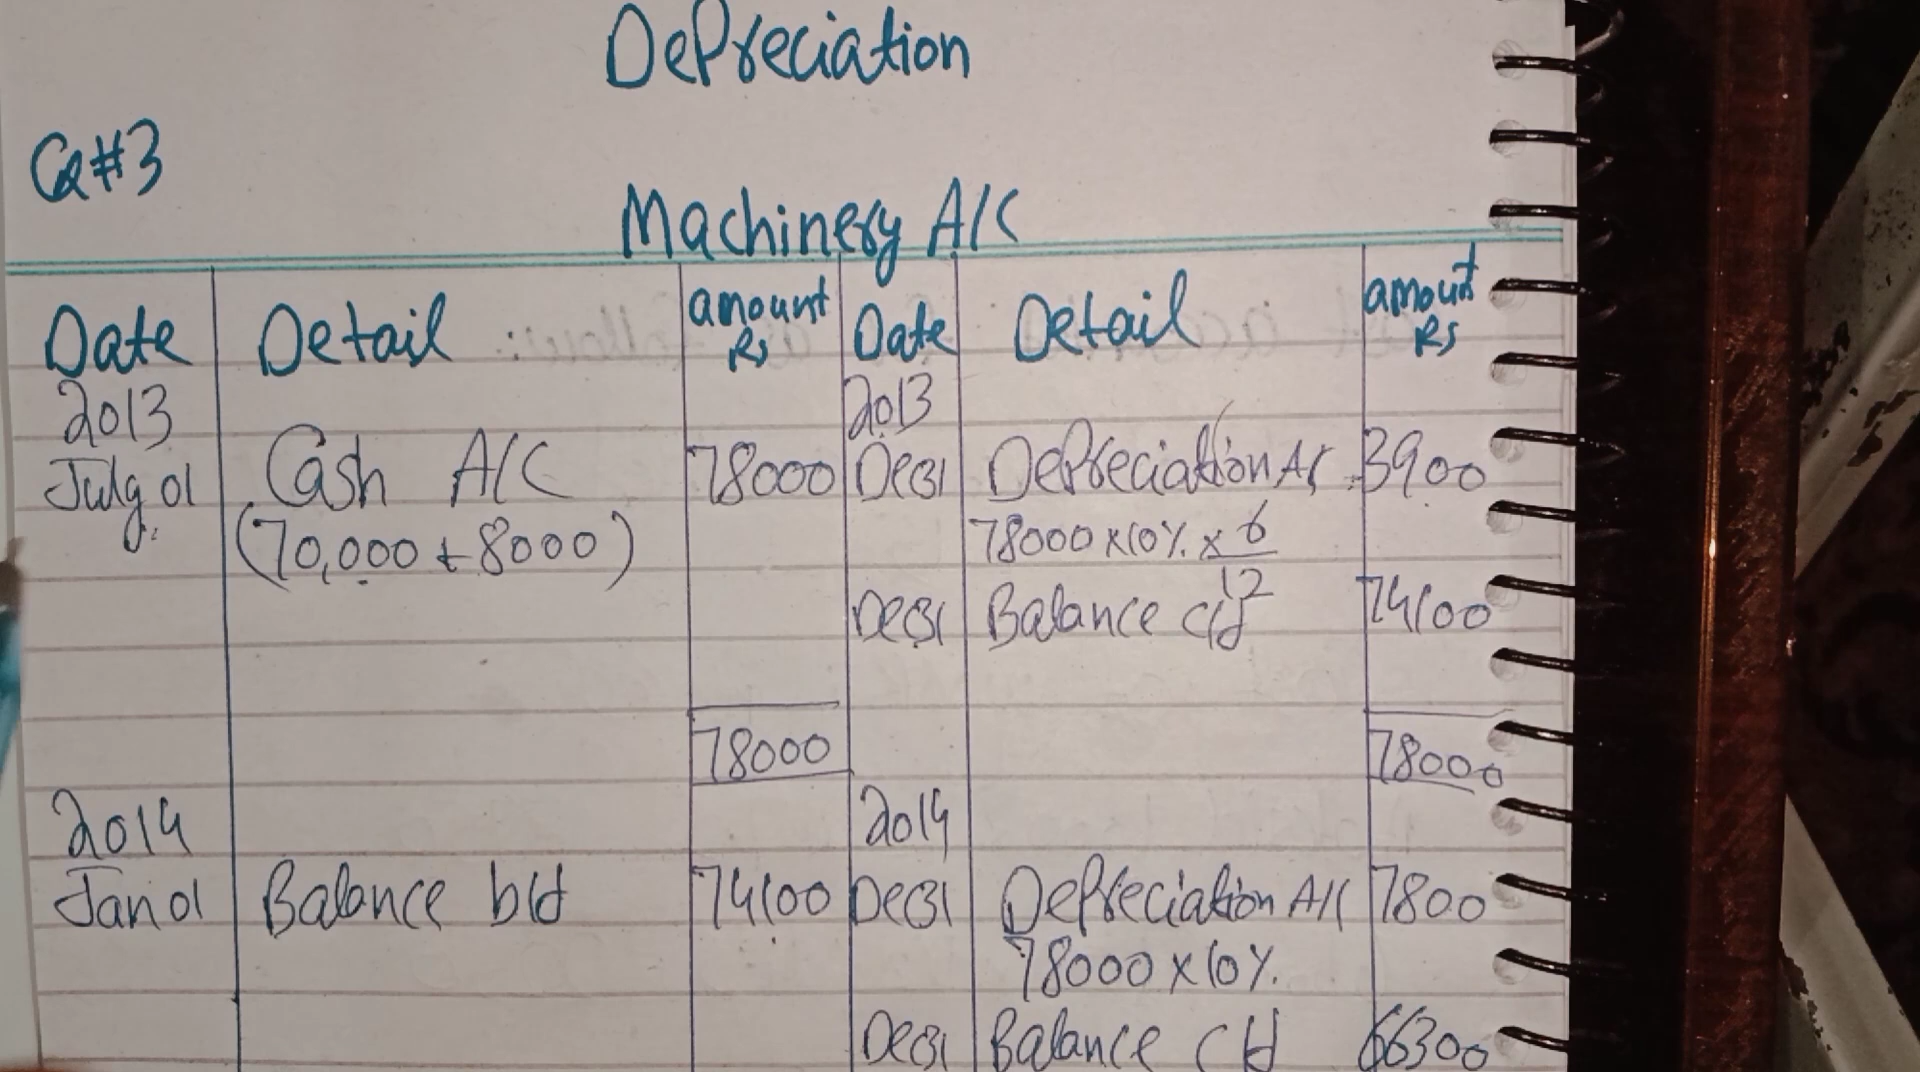 Depreciation
Q#3
Machinery A/C
Date Detail amount Rs Date Detail amount Rs
2013 2013
July 01 Cash A/C 78000 Dec31 Depreciation A/c 3900
(70,000 + 8000) 78000 x 10% x 6/12
Dec31 Balance c/d 74100
78000 78000
2014 2014
Jan 01 Balance b/d 74100 Dec31 Depreciation A/C 7800
78000 x 10%.
Dec31 Balance c/d 66300